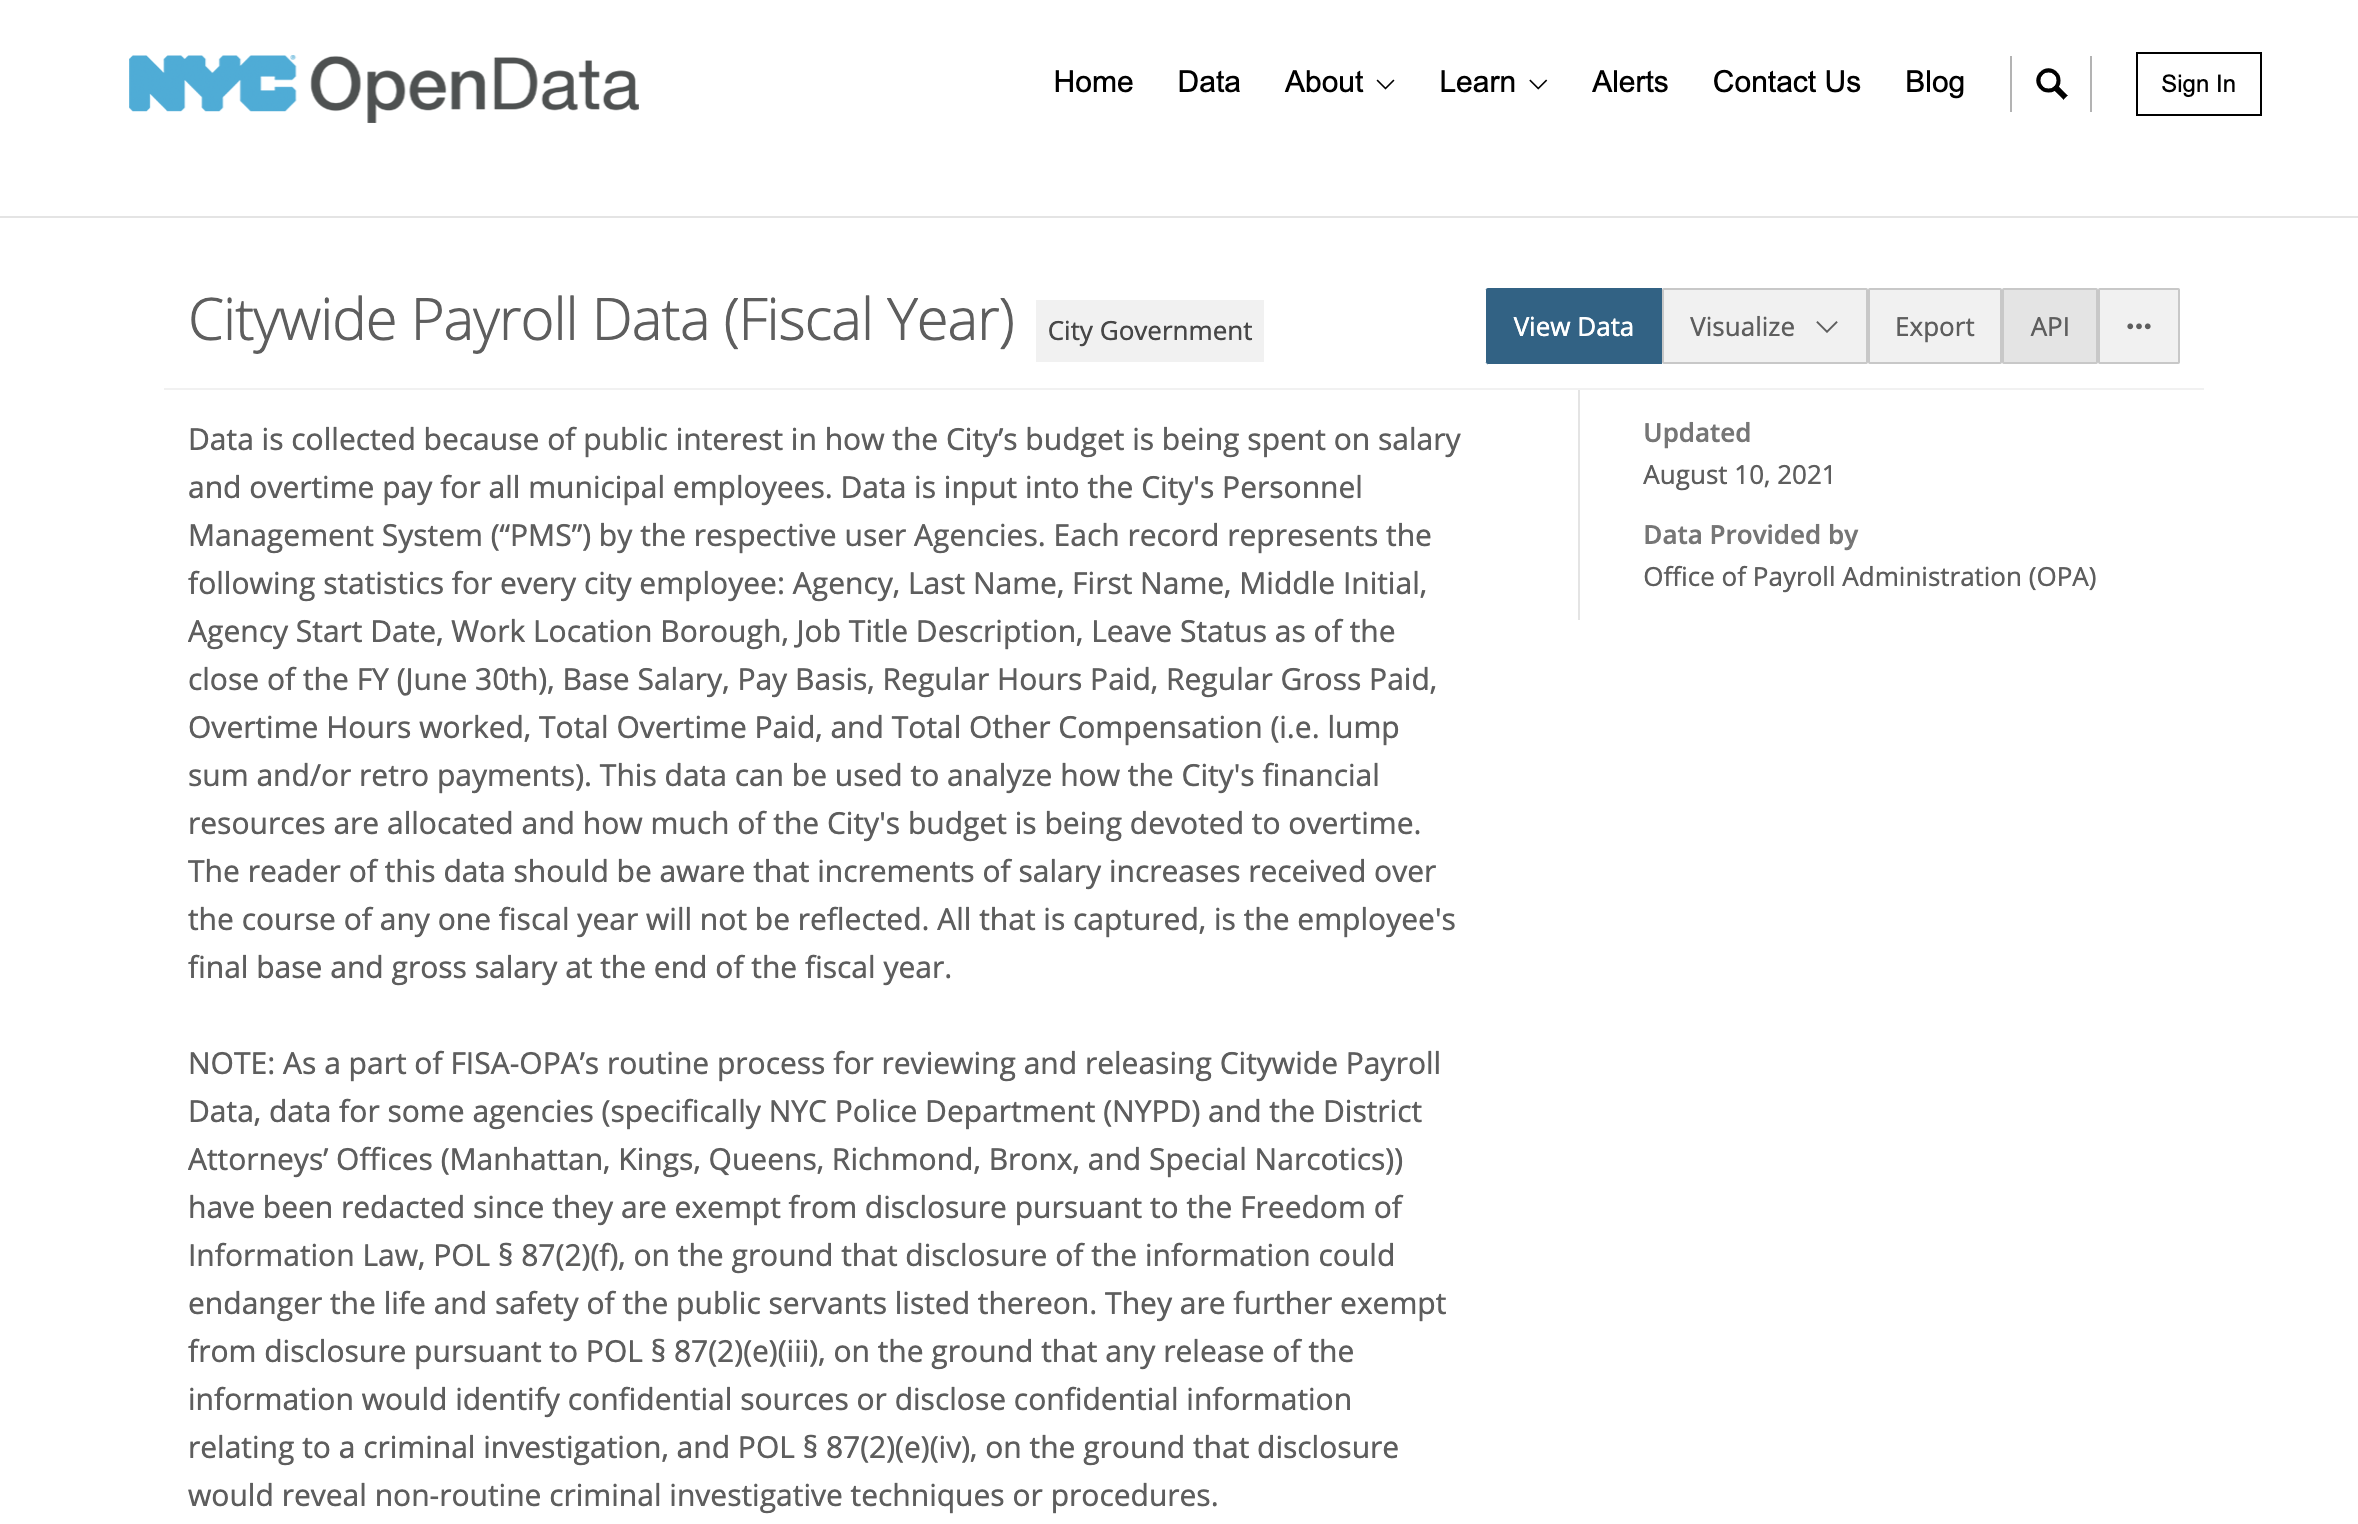 NYC OpenData
Home Data About Learn Alerts Contact Us Blog Sign In
Citywide Payroll Data (Fiscal Year) City Government
View Data Visualize Export API •••
Data is collected because of public interest in how the City’s budget is being spent on salary
and overtime pay for all municipal employees. Data is input into the City's Personnel
Management System (“PMS”) by the respective user Agencies. Each record represents the
following statistics for every city employee: Agency, Last Name, First Name, Middle Initial,
Agency Start Date, Work Location Borough, Job Title Description, Leave Status as of the
close of the FY (June 30th), Base Salary, Pay Basis, Regular Hours Paid, Regular Gross Paid,
Overtime Hours worked, Total Overtime Paid, and Total Other Compensation (i.e. lump
sum and/or retro payments). This data can be used to analyze how the City's financial
resources are allocated and how much of the City's budget is being devoted to overtime.
The reader of this data should be aware that increments of salary increases received over
the course of any one fiscal year will not be reflected. All that is captured, is the employee's
final base and gross salary at the end of the fiscal year.
NOTE: As a part of FISA-OPA’s routine process for reviewing and releasing Citywide Payroll
Data, data for some agencies (specifically NYC Police Department (NYPD) and the District
Attorneys’ Offices (Manhattan, Kings, Queens, Richmond, Bronx, and Special Narcotics))
have been redacted since they are exempt from disclosure pursuant to the Freedom of
Information Law, POL § 87(2)(f), on the ground that disclosure of the information could
endanger the life and safety of the public servants listed thereon. They are further exempt
from disclosure pursuant to POL § 87(2)(e)(iii), on the ground that any release of the
information would identify confidential sources or disclose confidential information
relating to a criminal investigation, and POL § 87(2)(e)(iv), on the ground that disclosure
would reveal non-routine criminal investigative techniques or procedures.
Updated
August 10, 2021
Data Provided by
Office of Payroll Administration (OPA)